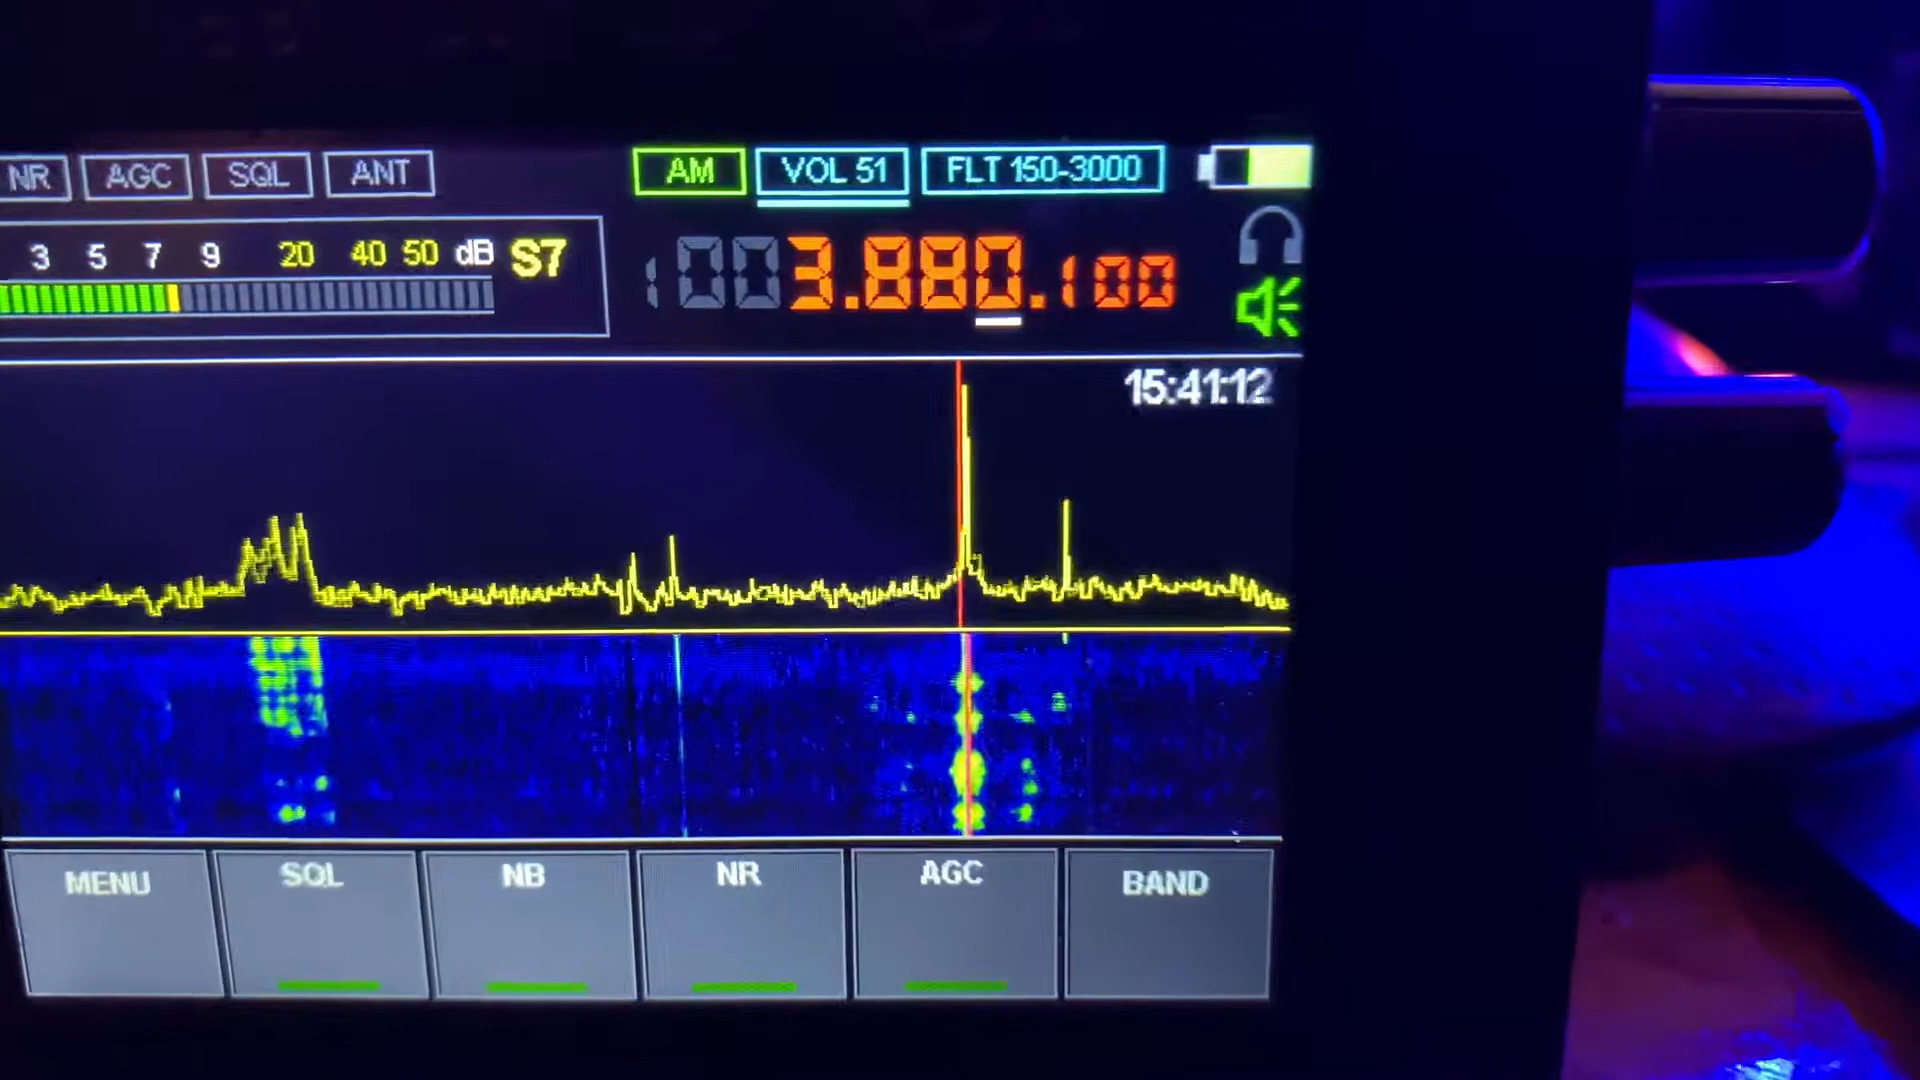 NR AGC SQL ANT AM VOL 51 FLT 150-3000
3 5 7 9 20 40 50 dB S7 1003.880.100
15:41:12
MENU SQL NB NR AGC BAND